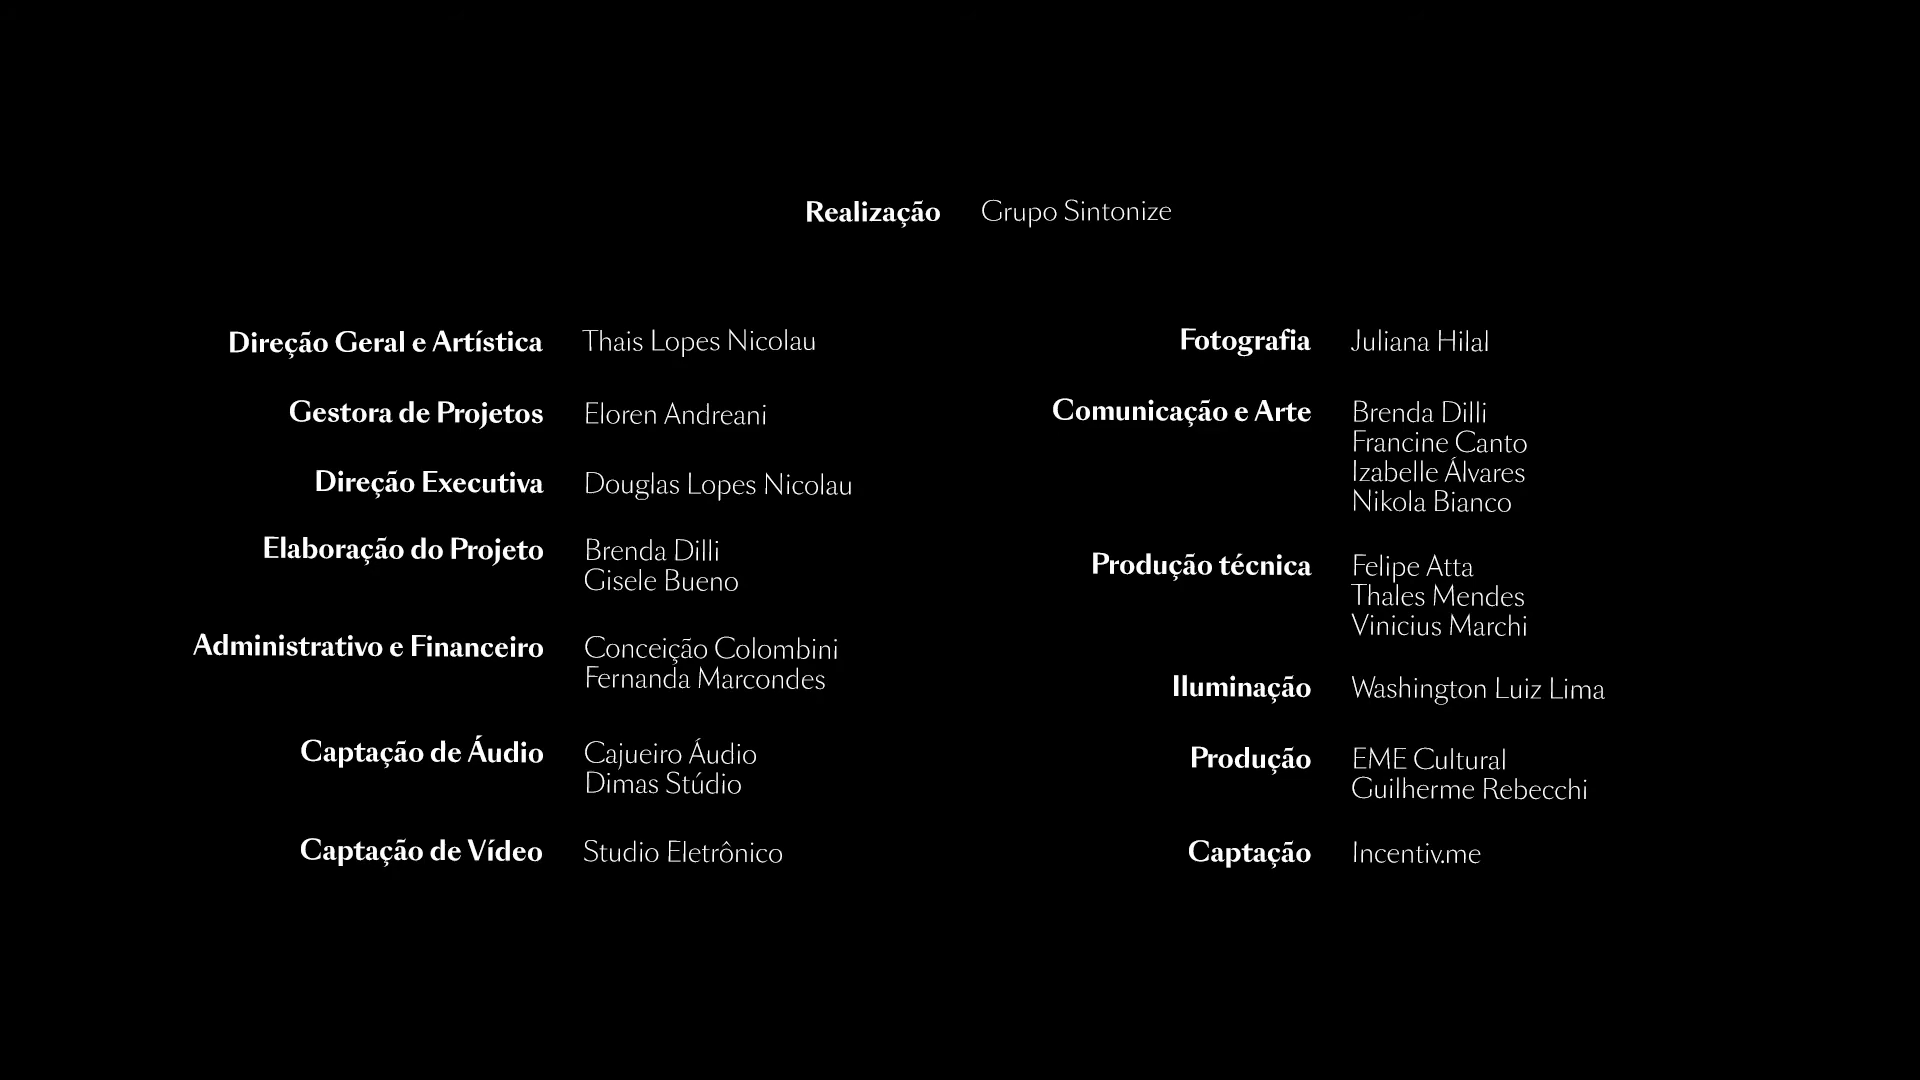 Realização Grupo Sintonize
Direção Geral e Artística Thais Lopes Nicolau
Gestora de Projetos Eloren Andreani
Direção Executiva Douglas Lopes Nicolau
Elaboração do Projeto Brenda Dilli
Gisele Bueno
Administrativo e Financeiro Conceição Colombini
Fernanda Marcondes
Captação de Áudio Cajueiro Áudio
Dimas Stúdio
Captação de Vídeo Studio Eletrônico
Fotografia Juliana Hilal
Comunicação e Arte Brenda Dilli
Francine Canto
Izabelle Álvares
Nikola Bianco
Produção técnica Felipe Atta
Thales Mendes
Vinicius Marchi
Iluminação Washington Luiz Lima
Produção EME Cultural
Guilherme Rebecchi
Captação Incentiv.me